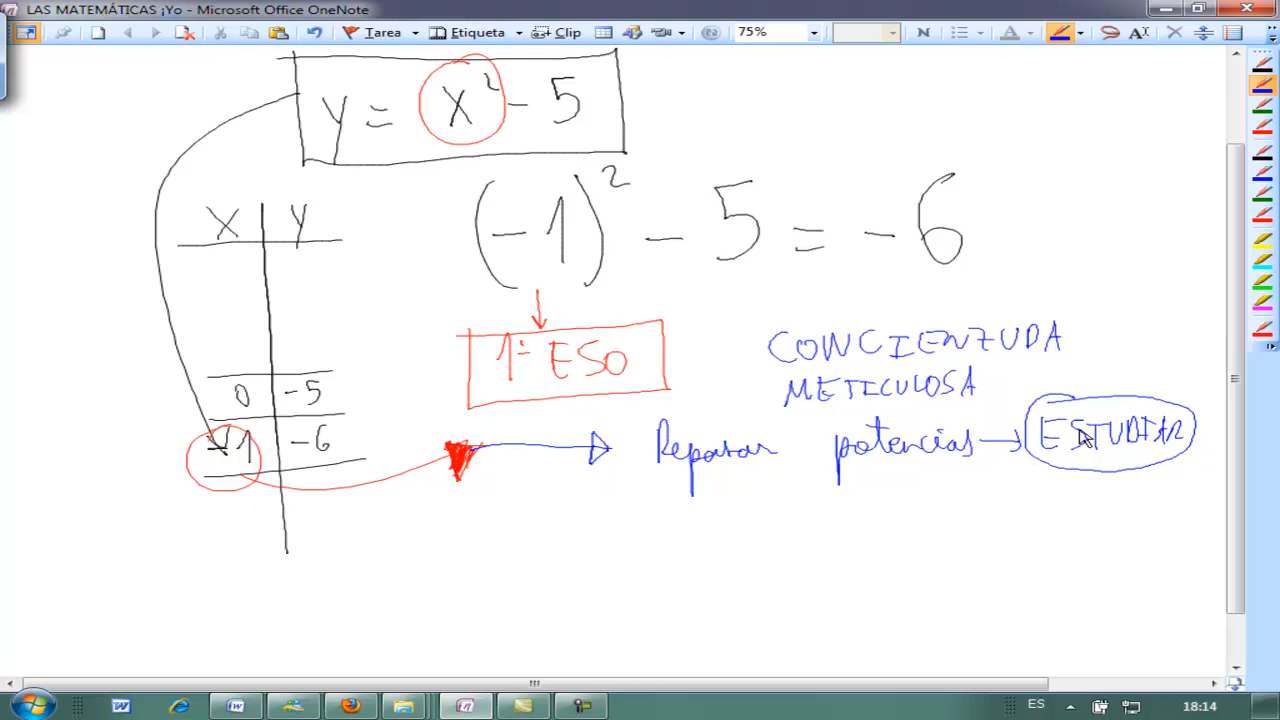 LAS MATEMÁTICAS ¡Yo - Microsoft Office OneNote
Tarea Etiqueta Clip 75% N A
y = x² - 5
(-1)² - 5 = -6
x y
1º ESO
CONCIENZUDA
METICULOSA
0 -5
-1 -6
Repasar potencias → ESTUDIAR
ES 18:14